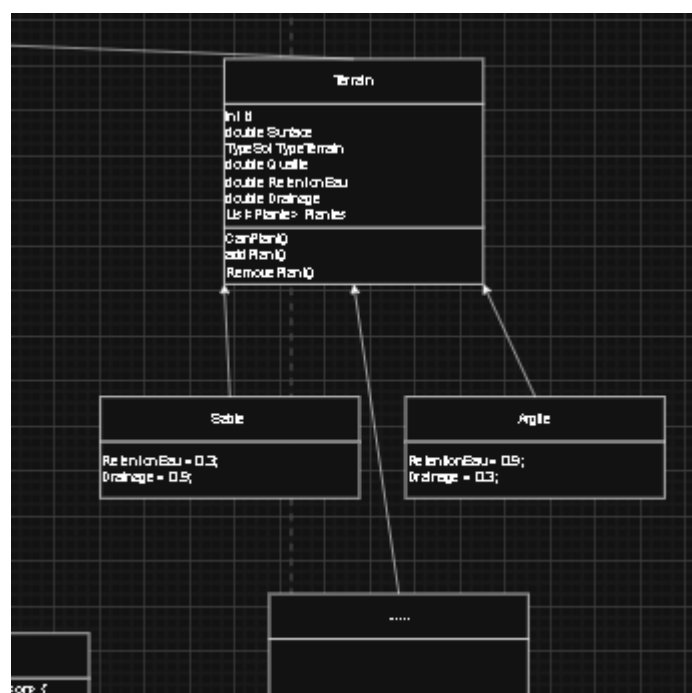 Terrain
int Id
double Surface
TypeSol TypeTerrain
double Qualite
double RetentionEau
double Drainage
List<Plante> Plantes
CanPlant()
addPlant()
RemovePlant()
Sable
RetentionEau = 0.3;
Drainage = 0.9;
Argile
RetentionEau = 0.9;
Drainage = 0.3;
.....
{